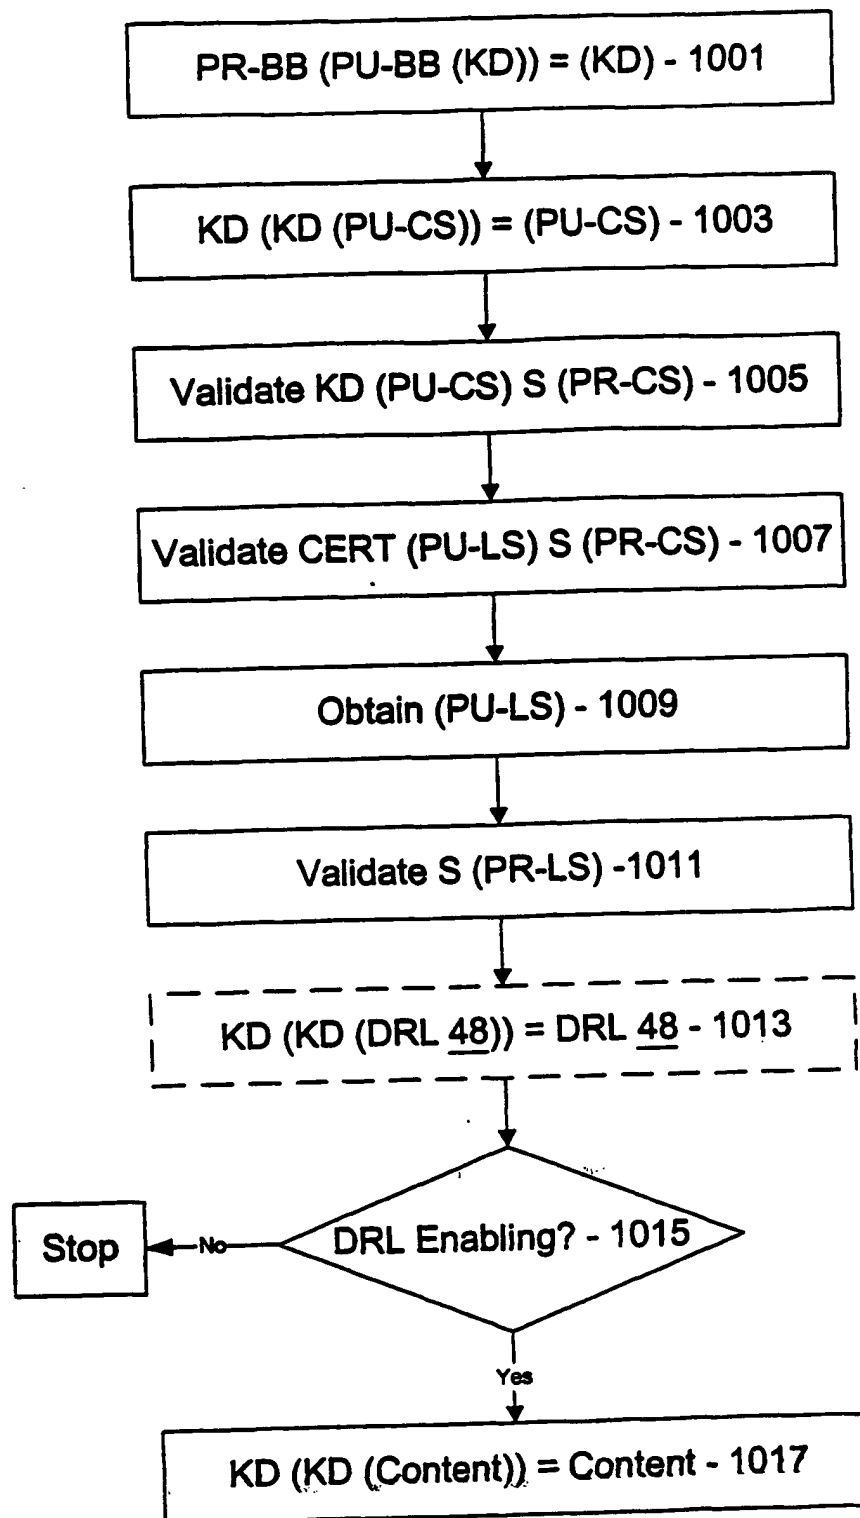 PR-BB (PU-BB (KD)) = (KD) - 1001
KD (KD (PU-CS)) = (PU-CS) - 1003
Validate KD (PU-CS) S (PR-CS) - 1005
Validate CERT (PU-LS) S (PR-CS) - 1007
Obtain (PU-LS) - 1009
Validate S (PR-LS) -1011
KD (KD (DRL 48)) = DRL 48 - 1013
DRL Enabling? - 1015
No
Stop
Yes
KD (KD (Content)) = Content - 1017